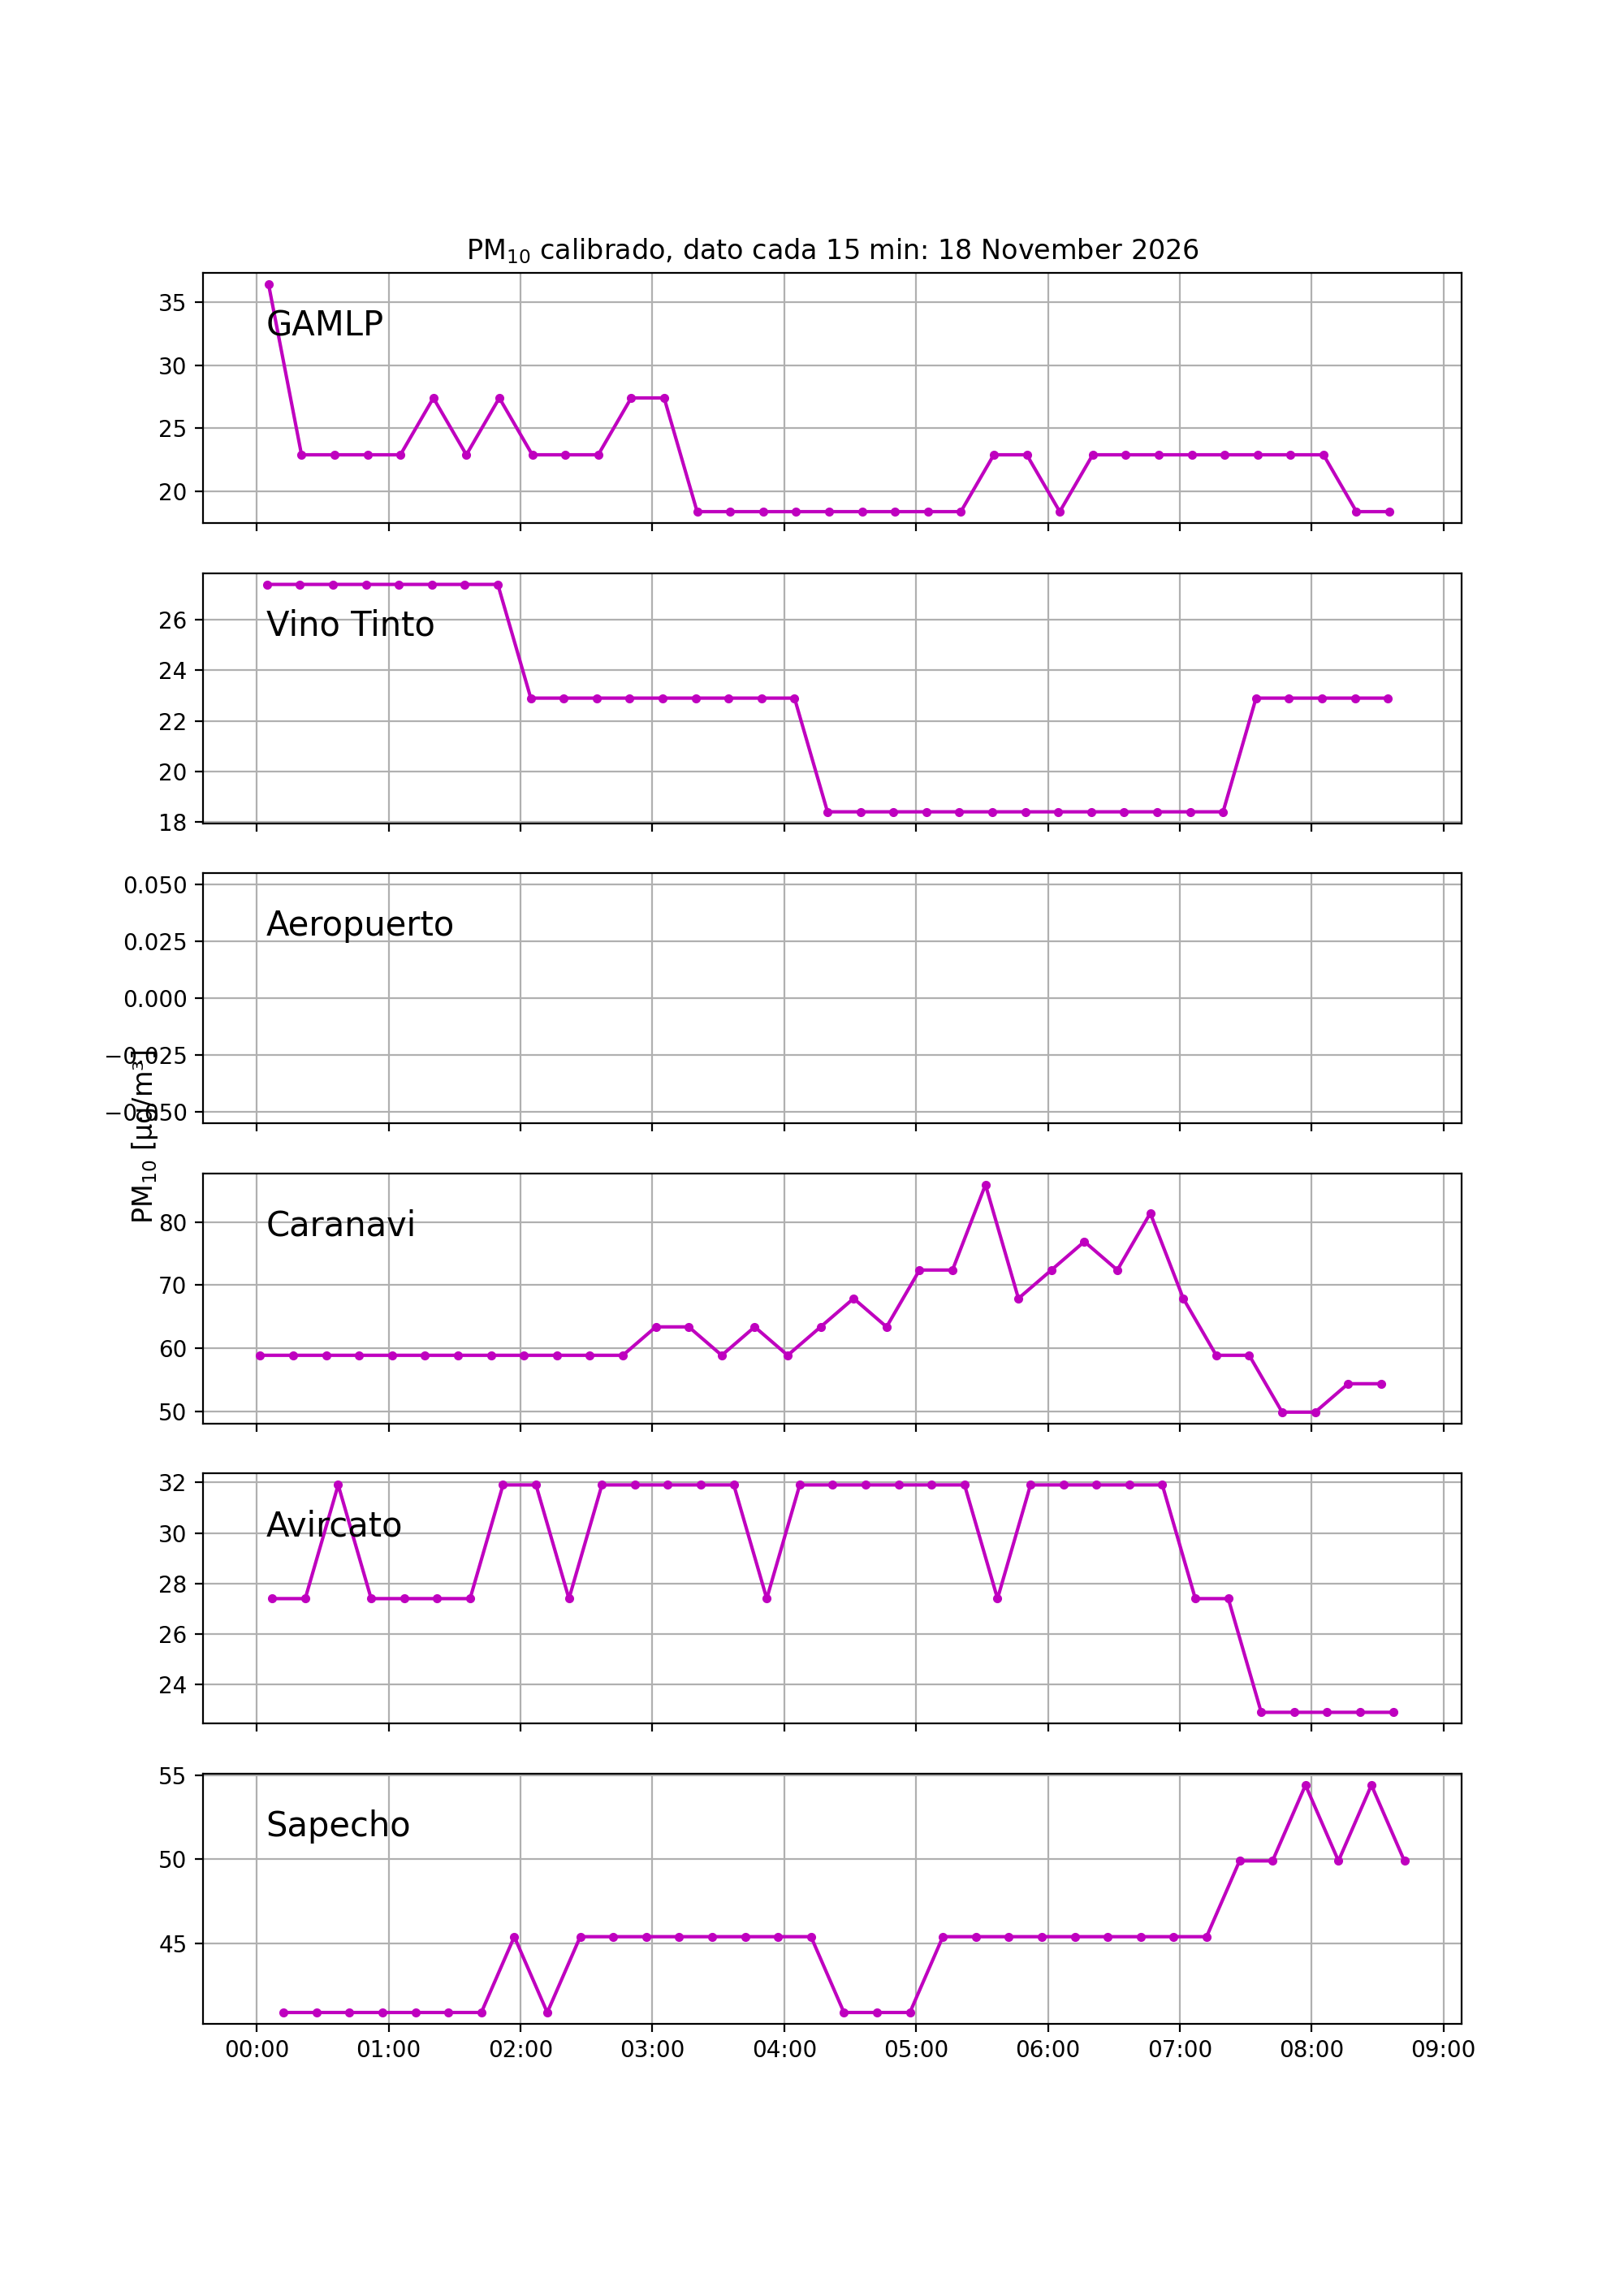 PM₁₀ calibrado, dato cada 15 min: 18 November 2026
35
GAMLP
30
25
20
26
Vino Tinto
24
22
20
18
0.050
Aeropuerto
0.025
0.000
−0.025
−0.050
PM₁₀ [µg/m³]
80
Caranavi
70
60
50
32
Avircato
30
28
26
24
55
Sapecho
50
45
00:00 01:00 02:00 03:00 04:00 05:00 06:00 07:00 08:00 09:00